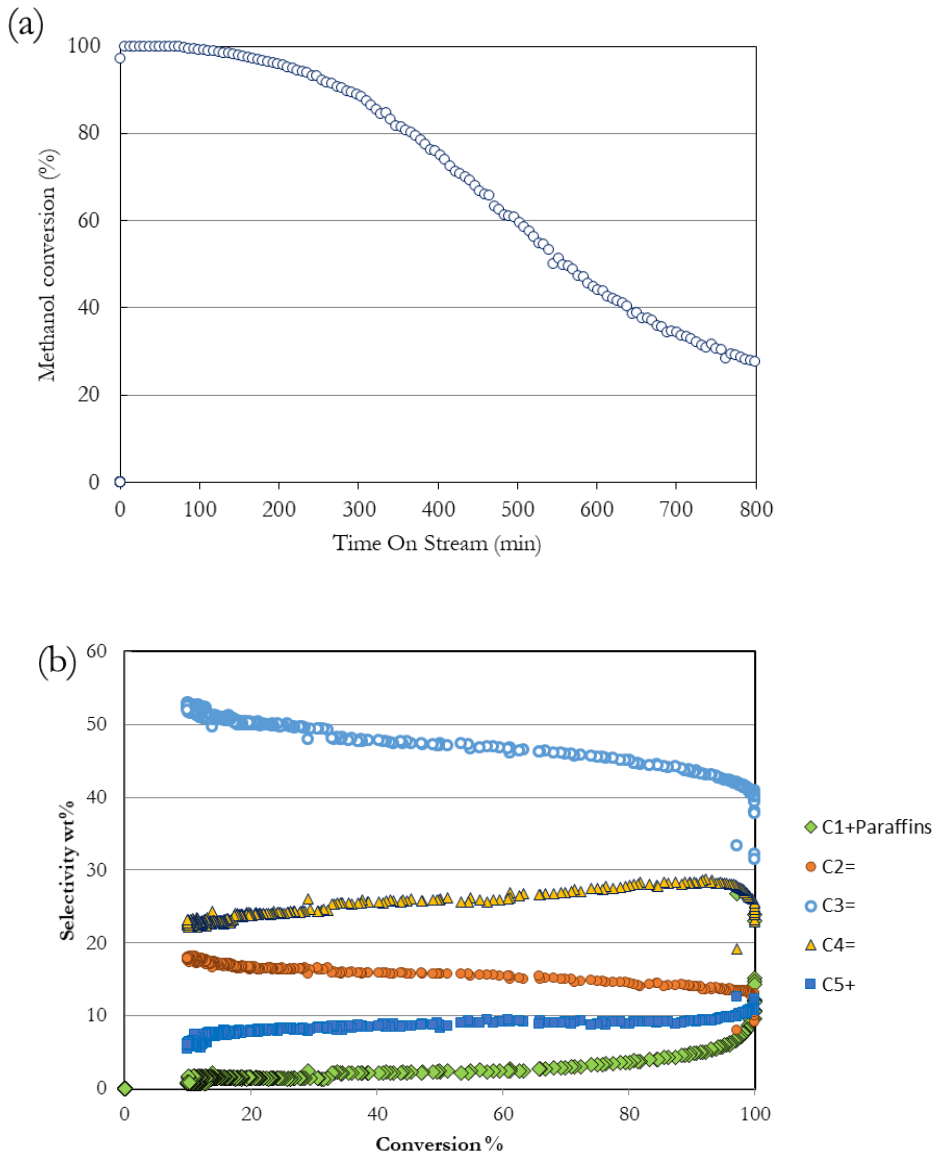 (a)
100
80
60
40
20
0
Methanol conversion (%)
0 100 200 300 400 500 600 700 800
Time On Stream (min)
(b)
60
50
40
30
20
10
0
Selectivity wt%
0 20 40 60 80 100
Conversion %
C1+Paraffins
C2=
C3=
C4=
C5+